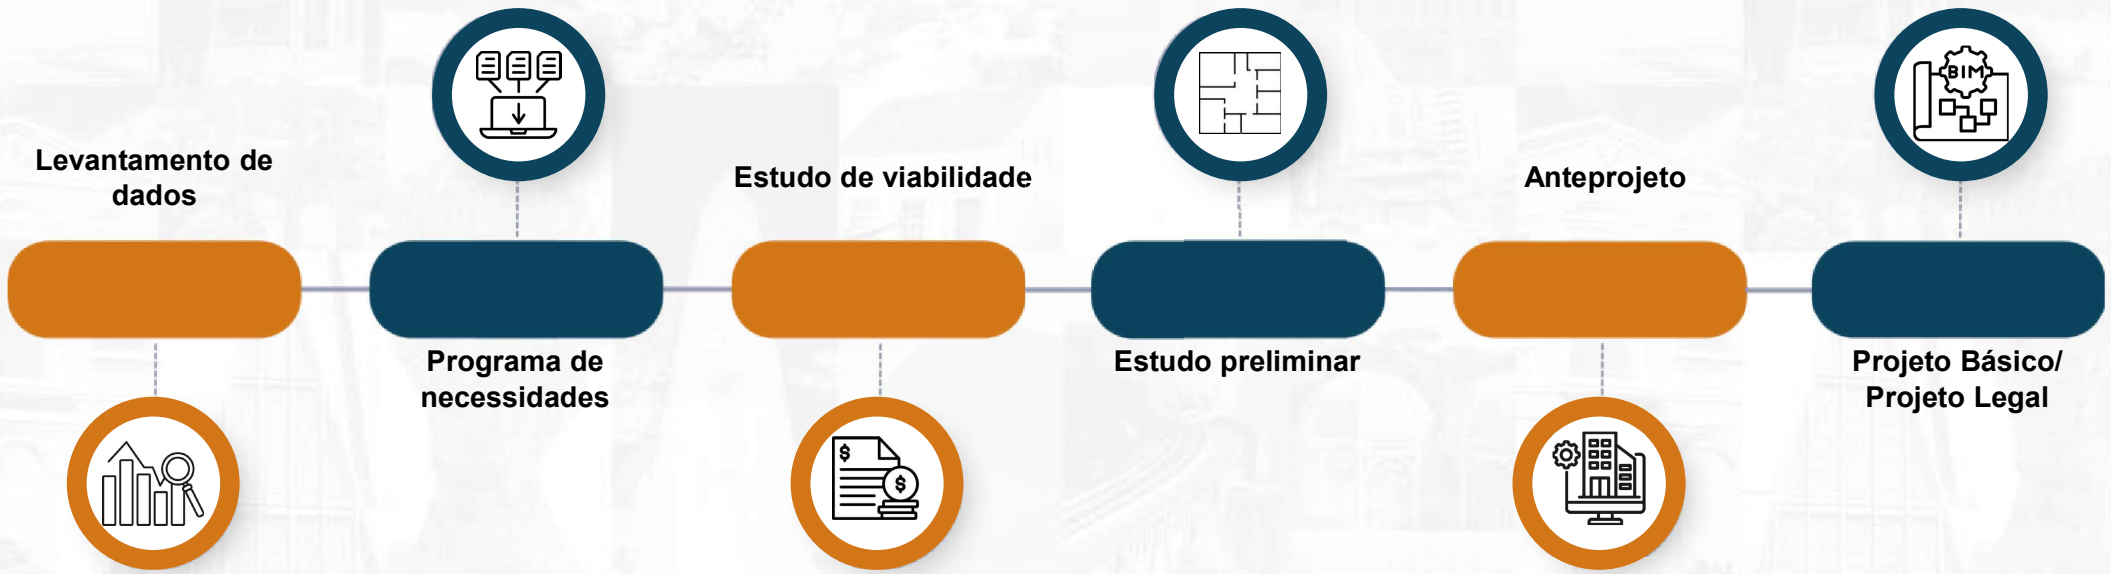 Levantamento de
dados
Programa de
necessidades
Estudo de viabilidade
$
$
Estudo preliminar
Anteprojeto
BIM
Projeto Básico/
Projeto Legal